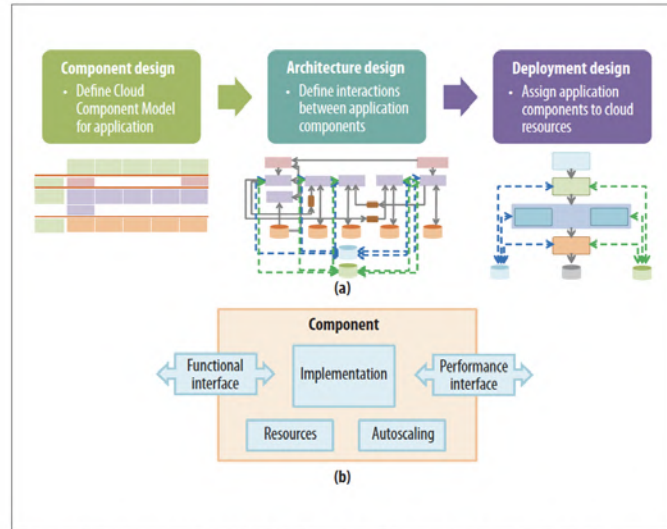 Component design
• Define Cloud
Component Model
for application
Architecture design
• Define interactions
between application
components
Deployment design
• Assign application
components to cloud
resources
(a)
Component
Functional
interface
Implementation
Performance
interface
Resources
Autoscaling
(b)